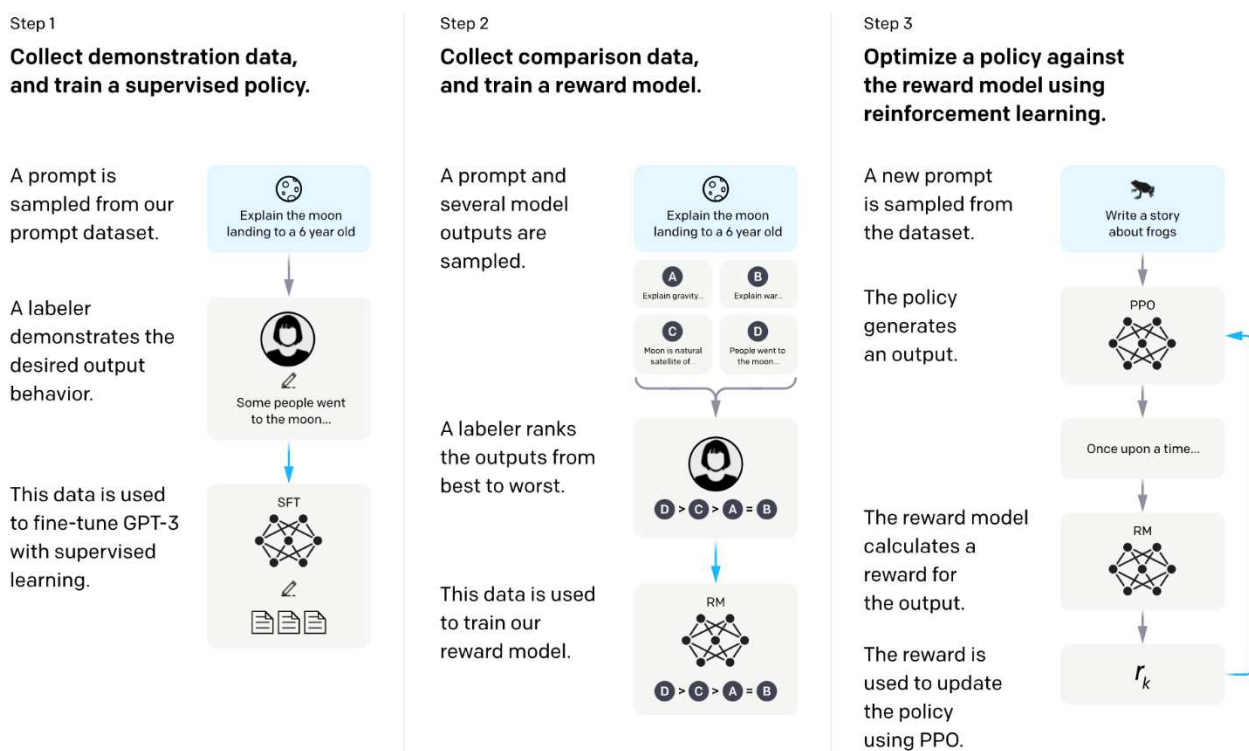 Step 1
Collect demonstration data,
and train a supervised policy.
A prompt is
sampled from our
prompt dataset.
Explain the moon
landing to a 6 year old
A labeler
demonstrates the
desired output
behavior.
Some people went
to the moon...
This data is used
to fine-tune GPT-3
with supervised
learning.
SFT
Step 2
Collect comparison data,
and train a reward model.
A prompt and
several model
outputs are
sampled.
Explain the moon
landing to a 6 year old
A
Explain gravity...
B
Explain war...
C
Moon is natural
satellite of...
D
People went to
the moon...
A labeler ranks
the outputs from
best to worst.
D > C > A = B
This data is used
to train our
reward model.
RM
D > C > A = B
Step 3
Optimize a policy against
the reward model using
reinforcement learning.
A new prompt
is sampled from
the dataset.
Write a story
about frogs
The policy
generates
an output.
PPO
Once upon a time...
The reward model
calculates a
reward for
the output.
RM
The reward is
used to update
the policy
using PPO.
r_k